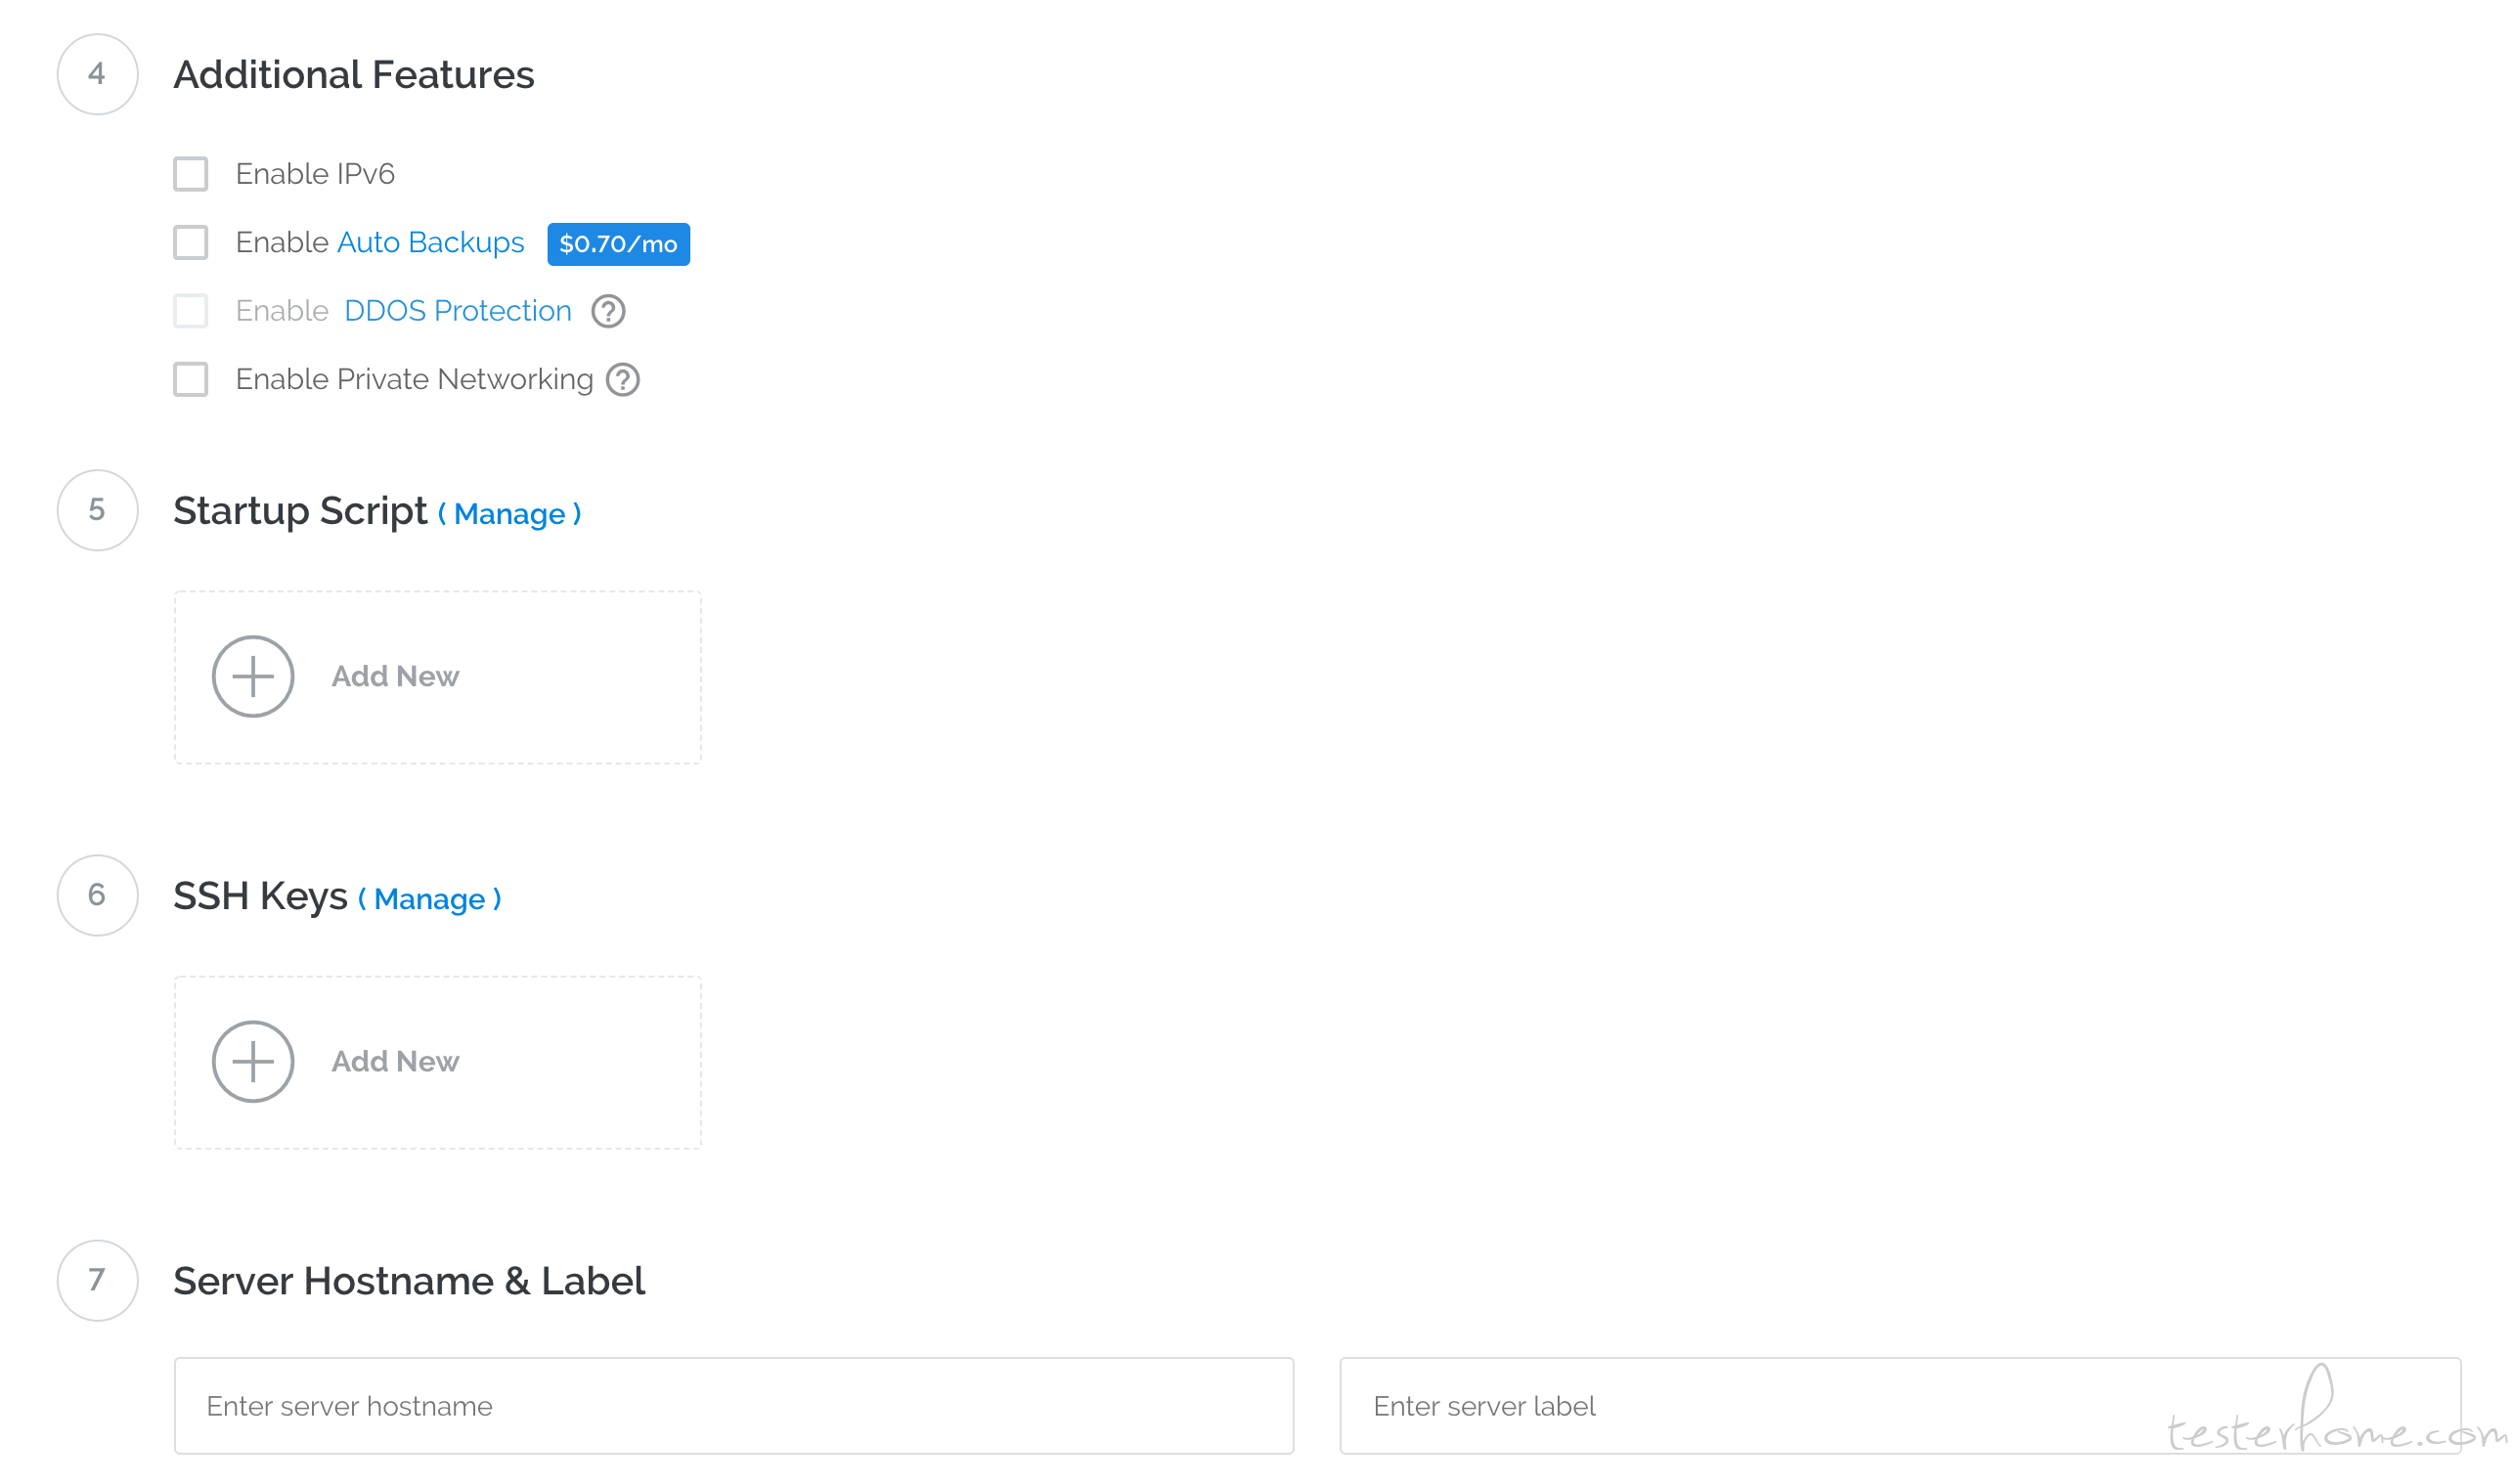 4 Additional Features
Enable IPv6
Enable Auto Backups $0.70/mo
Enable DDOS Protection ?
Enable Private Networking ?
5 Startup Script ( Manage )
Add New
6 SSH Keys ( Manage )
Add New
7 Server Hostname & Label
Enter server hostname Enter server label
testerhome.com